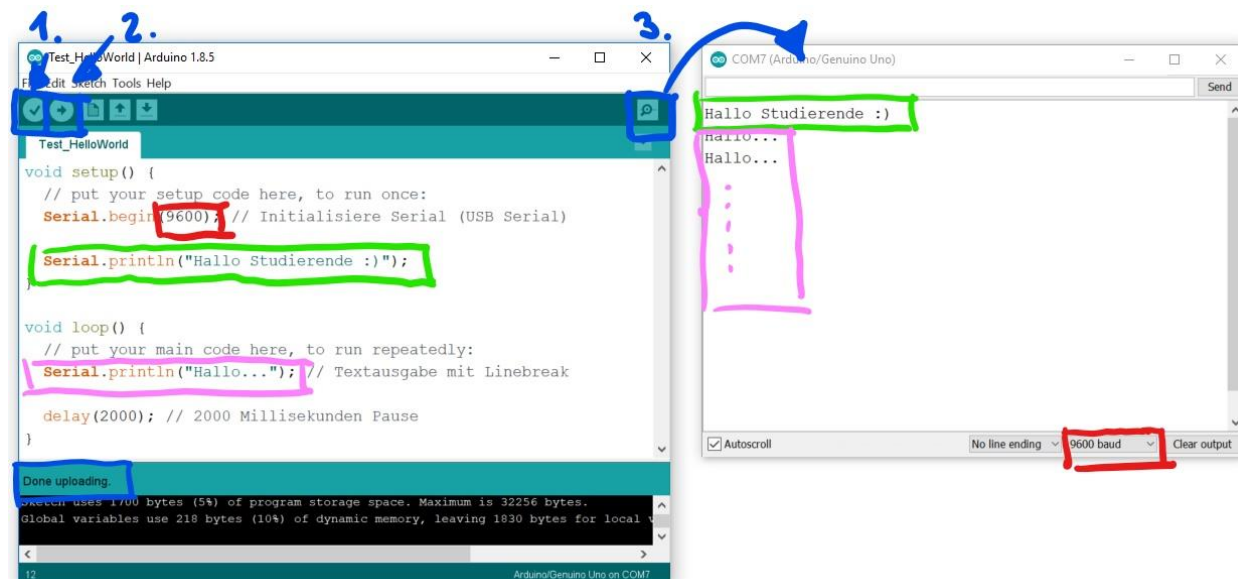 1. 2. 3.
Test_HelloWorld | Arduino 1.8.5
Edit Sketch Tools Help
Test_HelloWorld
void setup() {
// put your setup code here, to run once:
Serial.begin(9600); // Initialisiere Serial (USB Serial)
Serial.println("Hallo Studierende :)");
}
void loop() {
// put your main code here, to run repeatedly:
Serial.println("Hallo..."); // Textausgabe mit Linebreak
delay(2000); // 2000 Millisekunden Pause
}
Done uploading.
Sketch uses 1700 bytes (5%) of program storage space. Maximum is 32256 bytes.
Global variables use 218 bytes (10%) of dynamic memory, leaving 1830 bytes for local
12
Arduino/Genuino Uno on COM7
COM7 (Arduino/Genuino Uno)
Send
Hallo Studierende :)
Hallo...
Hallo...
Autoscroll
No line ending
9600 baud
Clear output